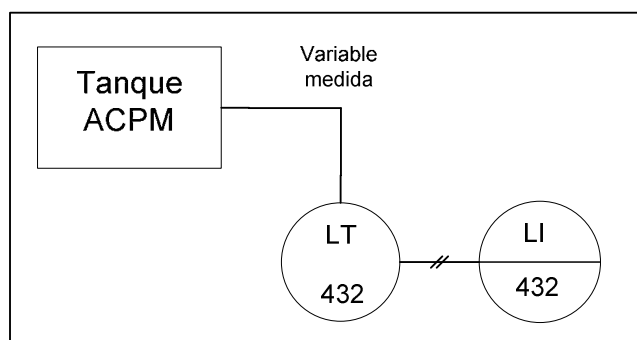 Tanque
ACPM
Variable
medida
LT
432
LI
432